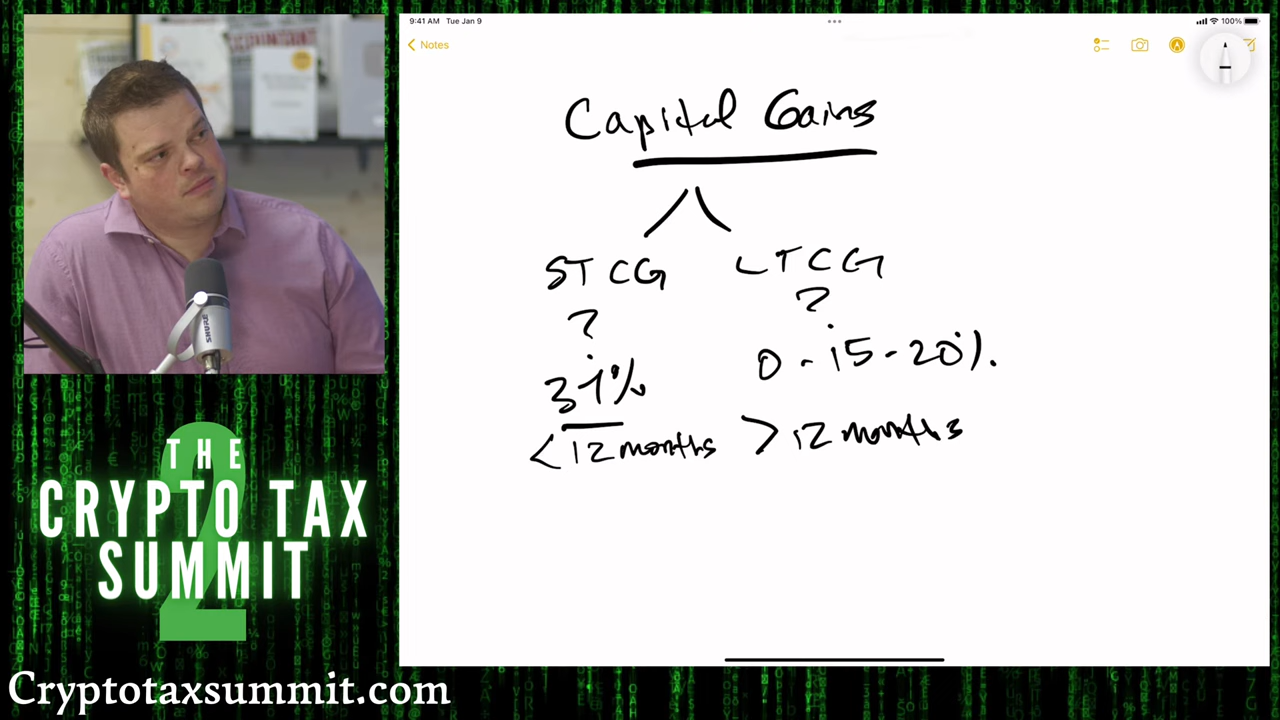 9:41 AM Tue Jan 9
100%
Notes
Capital Gains
STCG LTCG
? ?
37% 0 - 15 - 20%.
<12 months >12 months
SHURE
THE
2
CRYPTO TAX
SUMMIT
Cryptotaxsummit.com